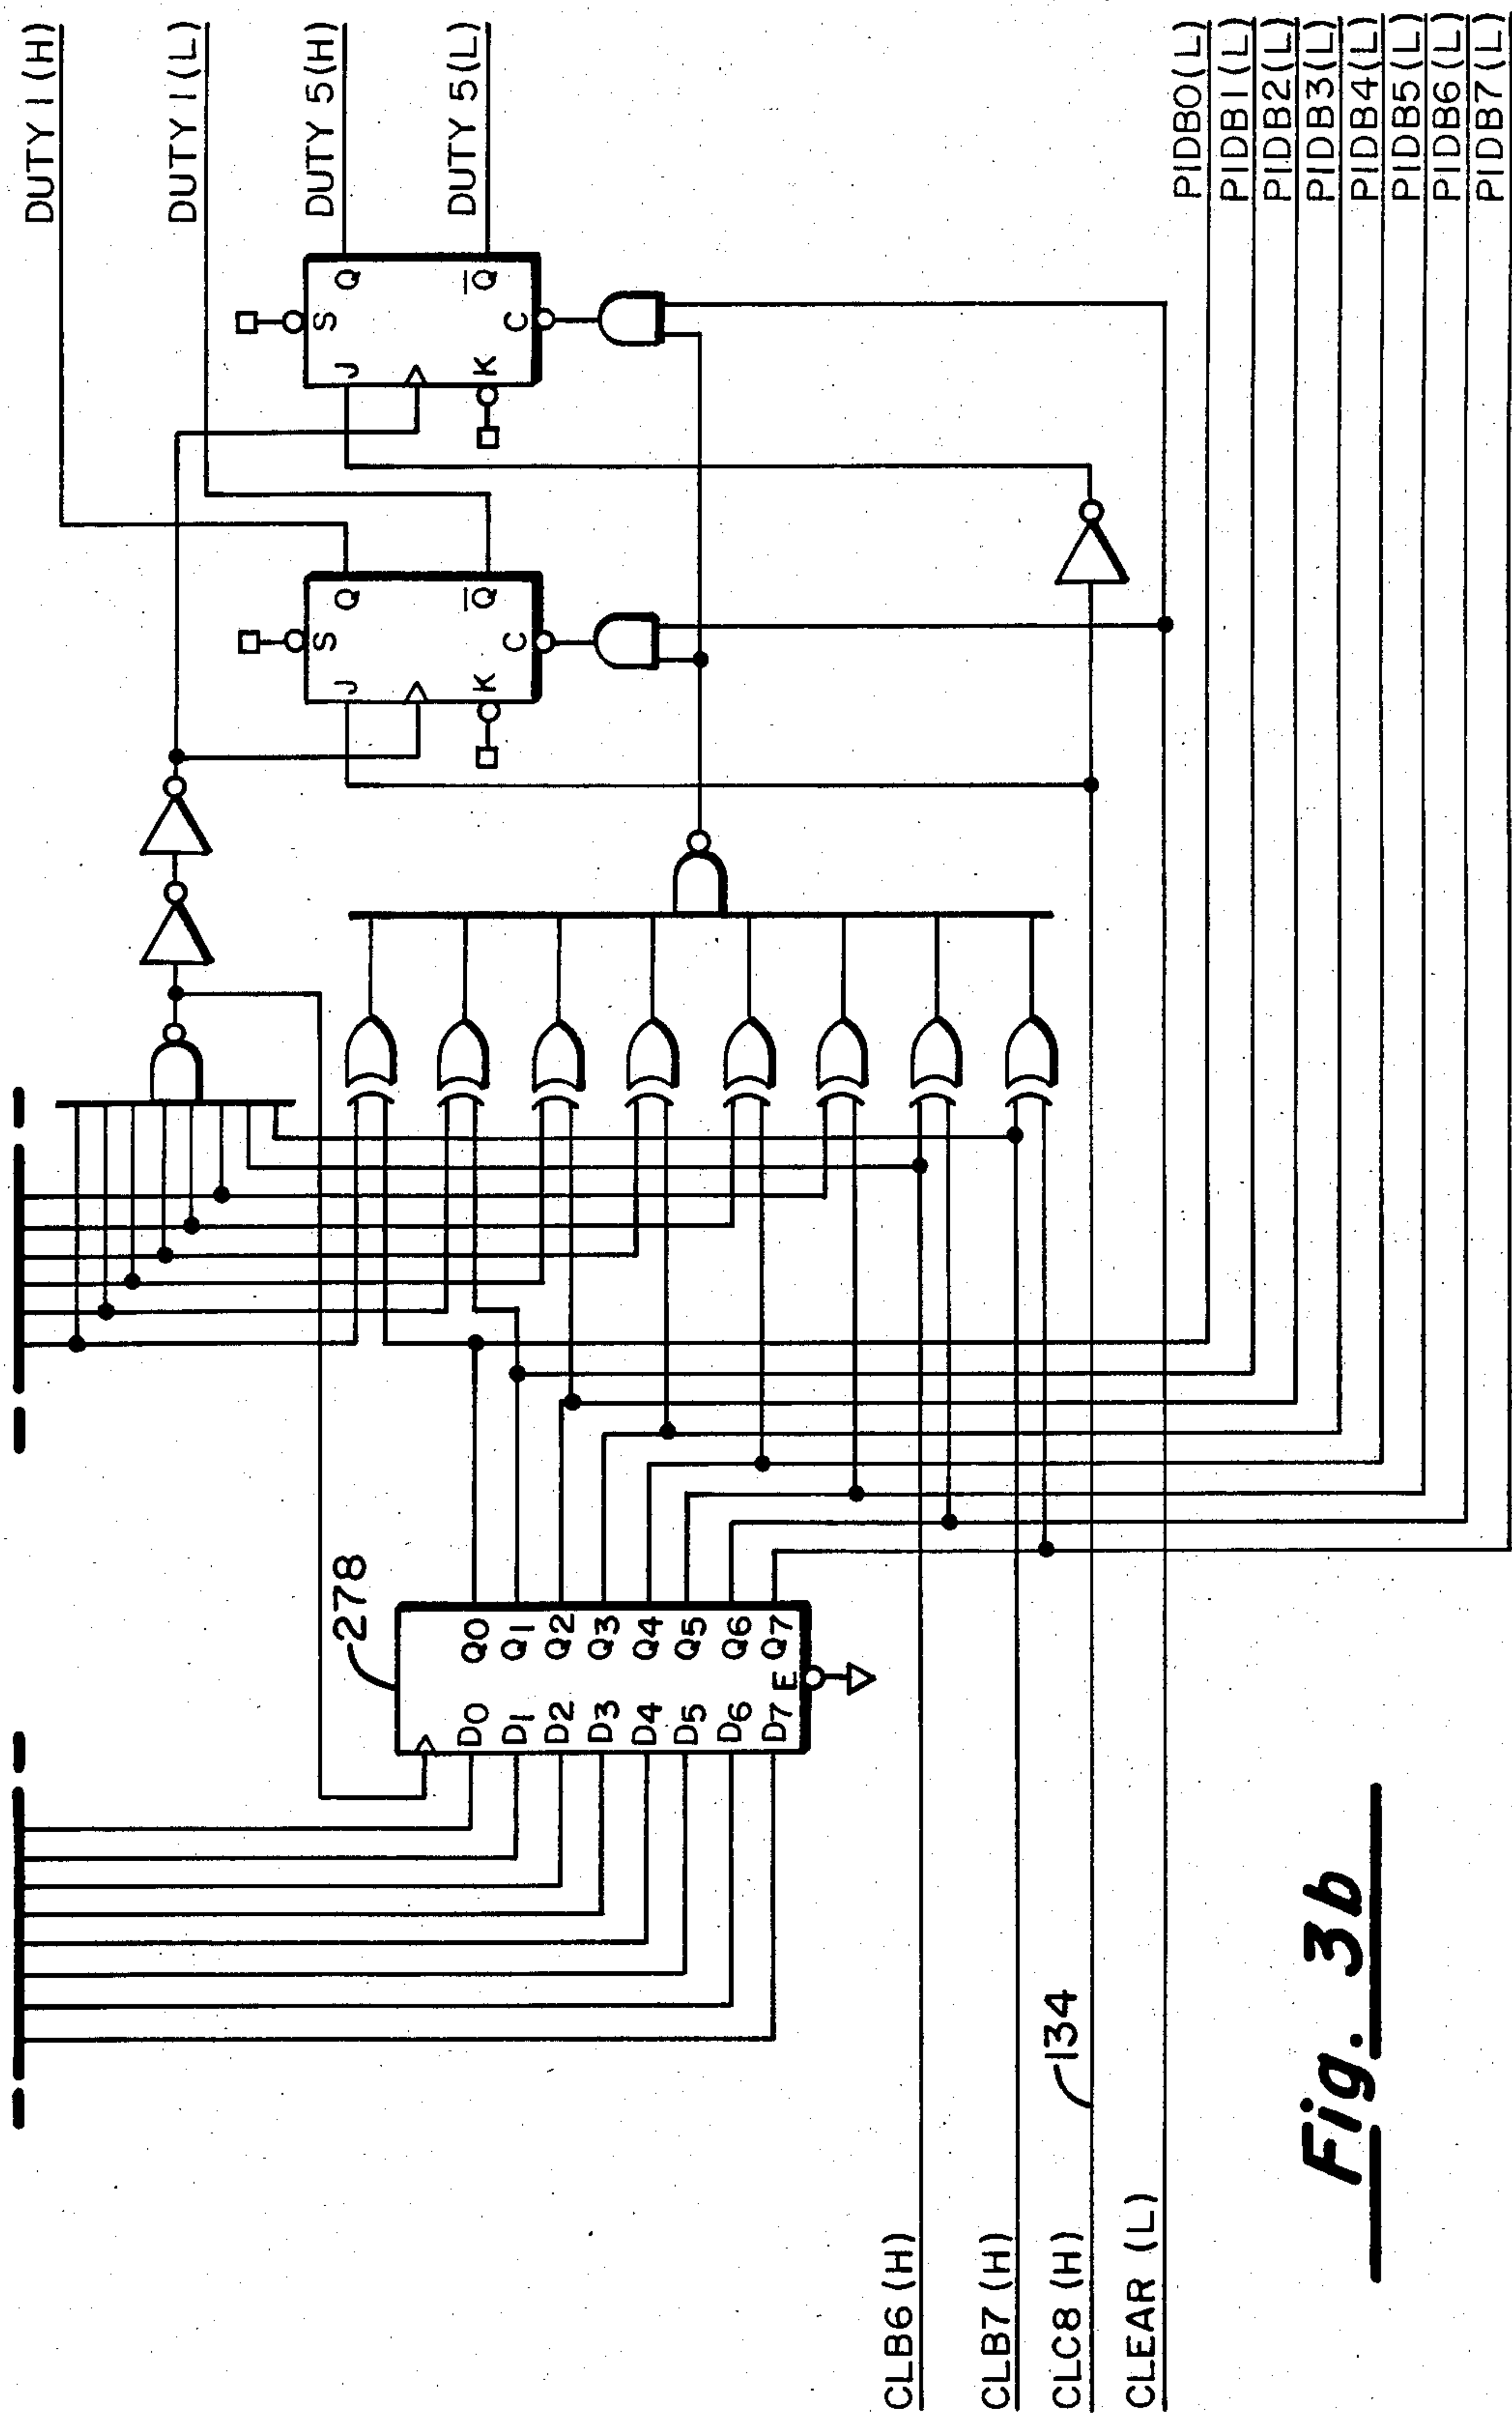 DUTY 1 (H)
DUTY 1 (L)
DUTY 5 (H)
DUTY 5 (L)
S
J
Q
K
C
Q̅
S
J
Q
K
C
Q̅
278
D0 Q0
D1 Q1
D2 Q2
D3 Q3
D4 Q4
D5 Q5
D6 Q6
D7 Q7
E
CLB6 (H)
CLB7 (H)
CLC8 (H)
134
CLEAR (L)
PIDB0(L)
PIDB1(L)
PIDB2(L)
PIDB3(L)
PIDB4(L)
PIDB5(L)
PIDB6(L)
PIDB7(L)
Fig. 3b